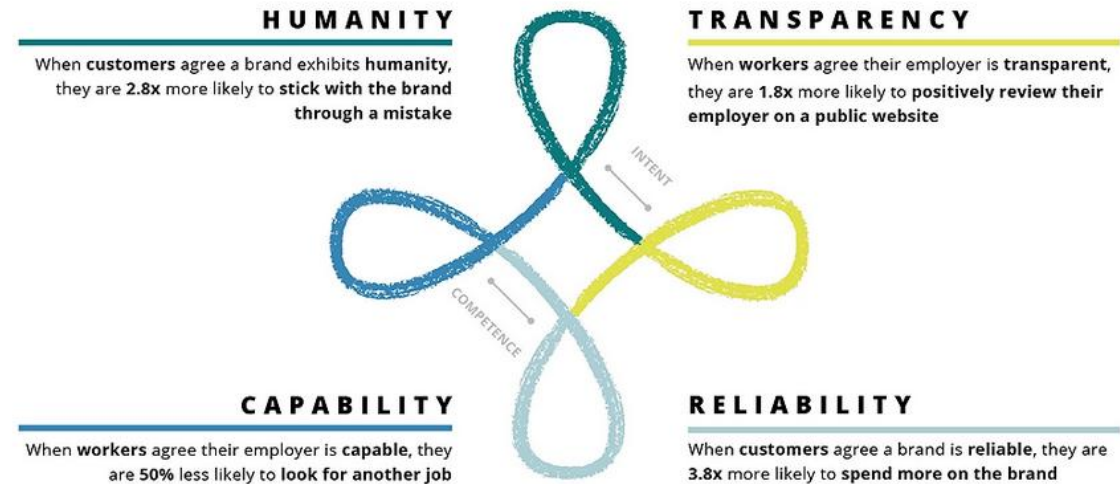 HUMANITY
When customers agree a brand exhibits humanity,
they are 2.8x more likely to stick with the brand
through a mistake
TRANSPARENCY
When workers agree their employer is transparent,
they are 1.8x more likely to positively review their
employer on a public website
INTENT
COMPETENCE
CAPABILITY
When workers agree their employer is capable, they
are 50% less likely to look for another job
RELIABILITY
When customers agree a brand is reliable, they are
3.8x more likely to spend more on the brand